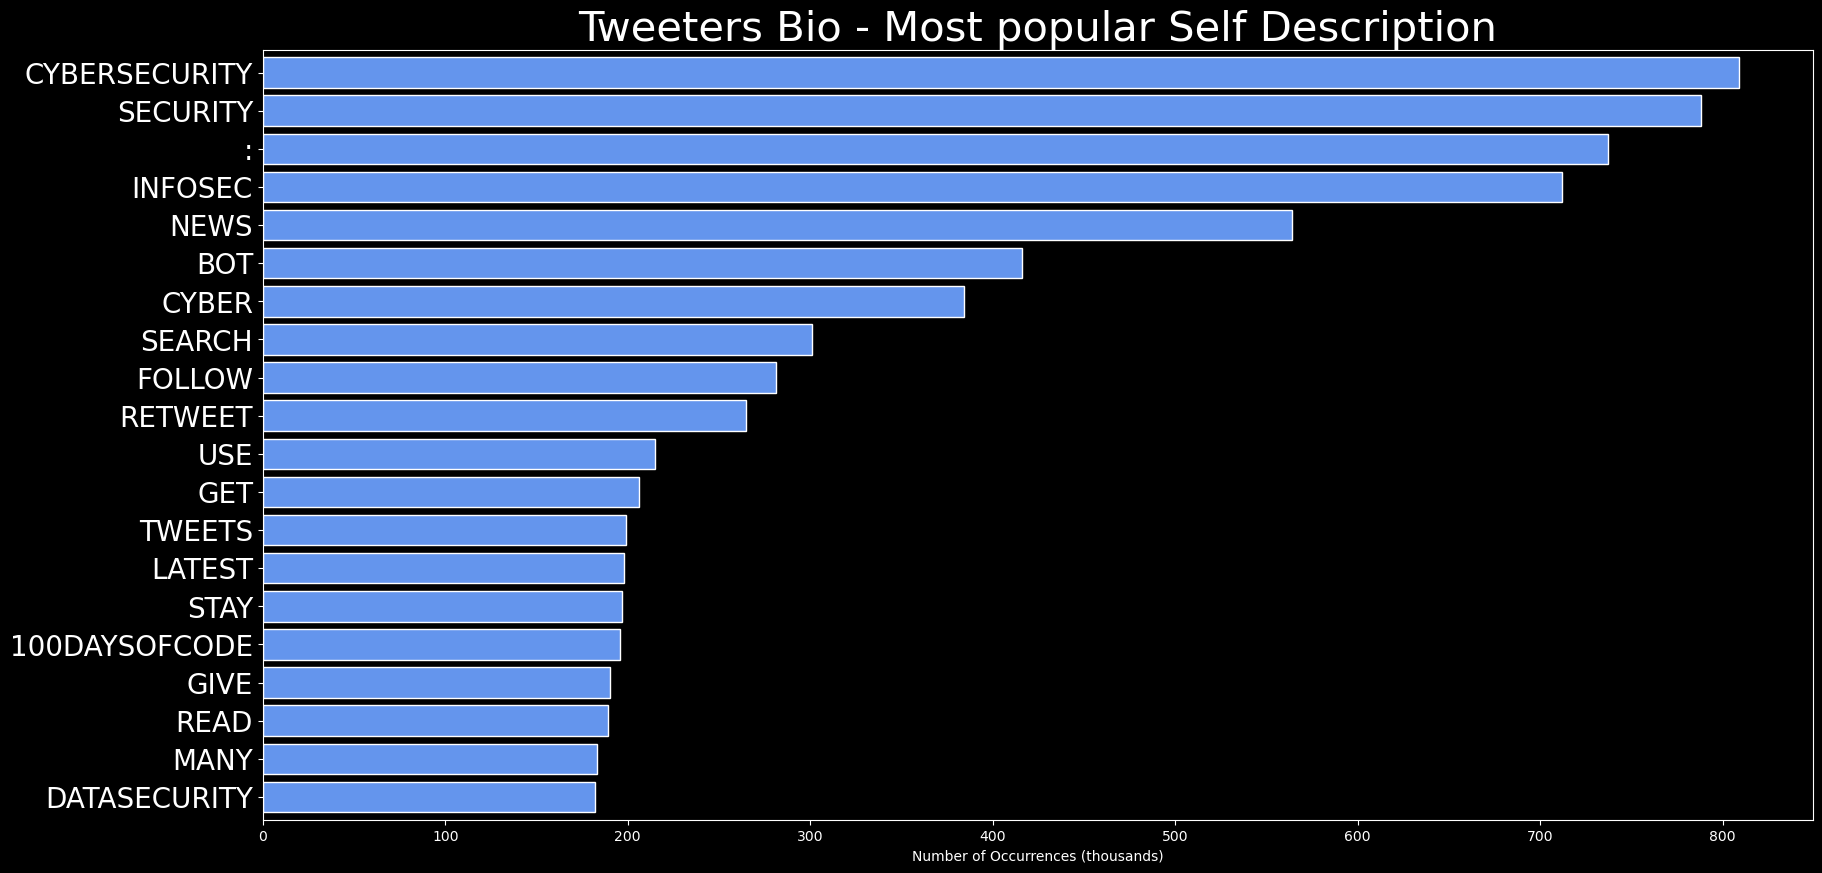 Tweeters Bio - Most popular Self Description
CYBERSECURITY
SECURITY
:
INFOSEC
NEWS
BOT
CYBER
SEARCH
FOLLOW
RETWEET
USE
GET
TWEETS
LATEST
STAY
100DAYSOFCODE
GIVE
READ
MANY
DATASECURITY
0 100 200 300 400 500 600 700 800
Number of Occurrences (thousands)